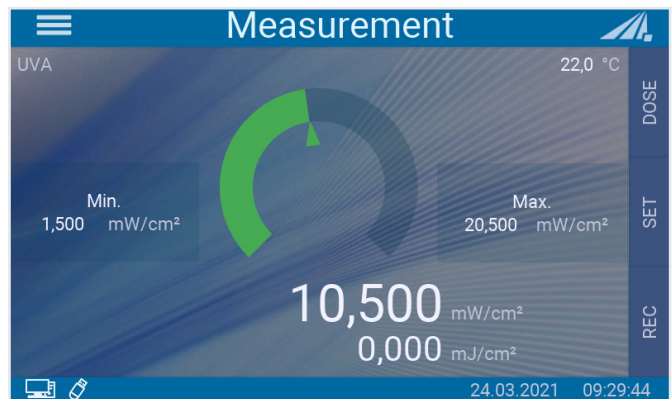 Measurement
UVA
22,0 °C
DOSE
Min.
1,500 mW/cm²
Max.
20,500 mW/cm²
SET
10,500 mW/cm²
0,000 mJ/cm²
REC
24.03.2021 09:29:44